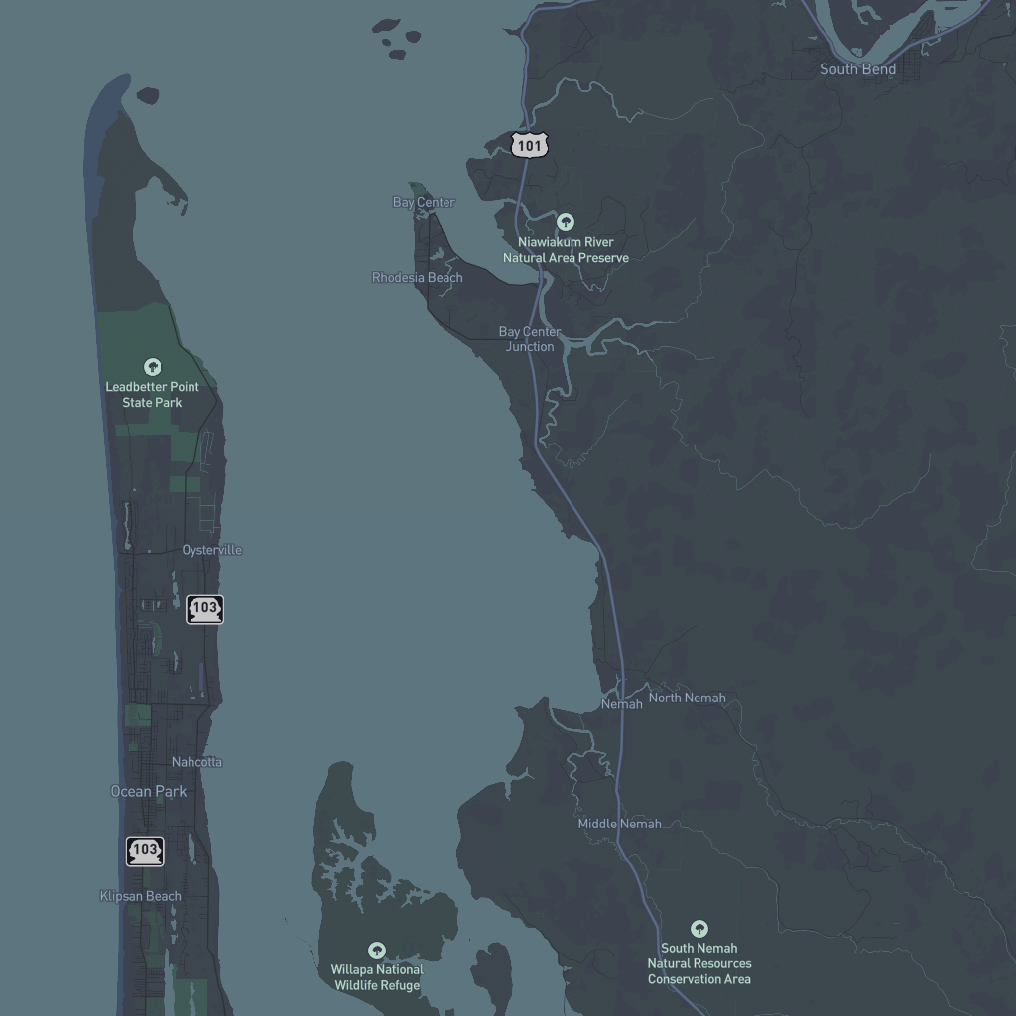 South Bend
101
Bay Center
Niawiakum River
Natural Area Preserve
Rhodesia Beach
Bay Center
Junction
Leadbetter Point
State Park
Oysterville
103
Nemah
North Nemah
Nahcotta
Ocean Park
Middle Nemah
103
Klipsan Beach
South Nemah
Natural Resources
Conservation Area
Willapa National
Wildlife Refuge